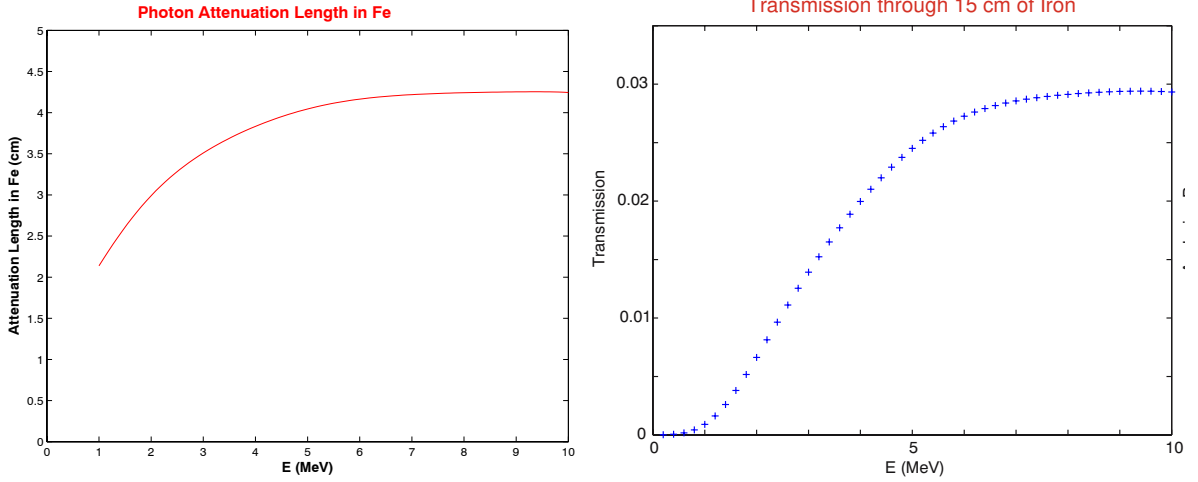 Photon Attenuation Length in Fe
Attenuation Length in Fe (cm)
5
4.5
4
3.5
3
2.5
2
1.5
1
0.5
0
0 1 2 3 4 5 6 7 8 9 10
E (MeV)
Transmission through 15 cm of Iron
Transmission
0.03
0.02
0.01
0
0 5 10
E (MeV)